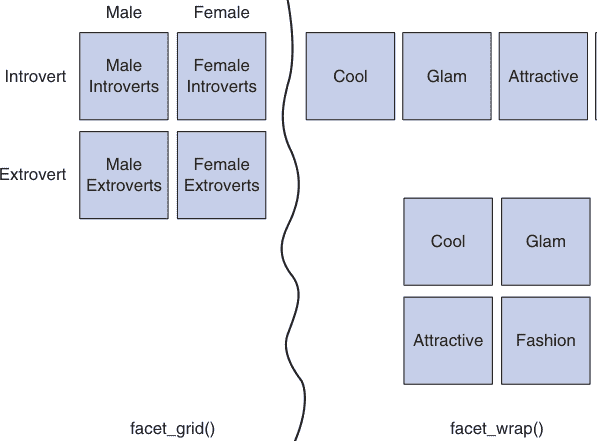 Male Female
Introvert
Male
Introverts
Female
Introverts
Extrovert
Male
Extroverts
Female
Extroverts
facet_grid()
Cool Glam Attractive
Cool Glam
Attractive Fashion
facet_wrap()